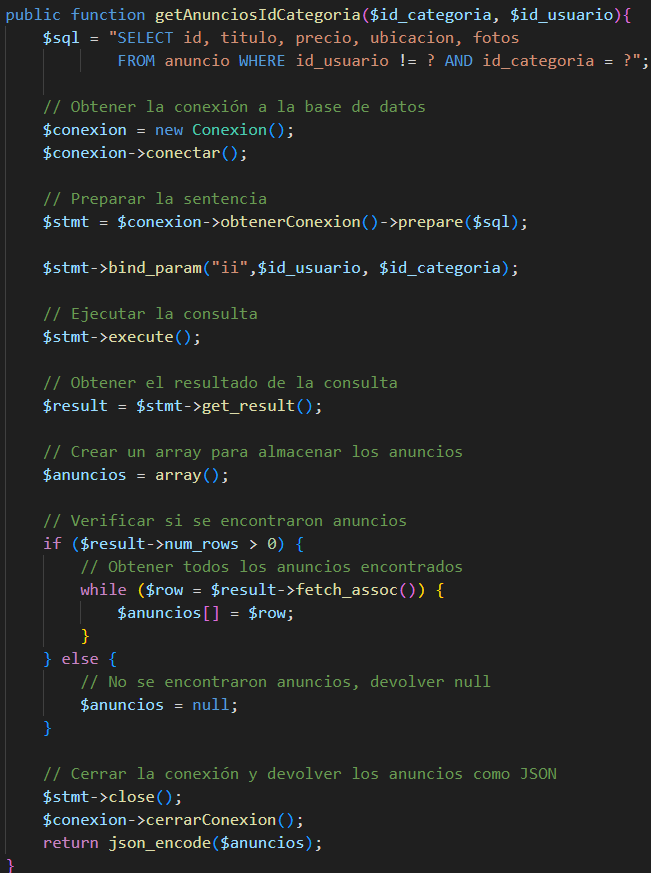 public function getAnunciosIdCategoria($id_categoria, $id_usuario){
    $sql = "SELECT id, titulo, precio, ubicacion, fotos
            FROM anuncio WHERE id_usuario != ? AND id_categoria = ?";

    // Obtener la conexión a la base de datos
    $conexion = new Conexion();
    $conexion->conectar();

    // Preparar la sentencia
    $stmt = $conexion->obtenerConexion()->prepare($sql);

    $stmt->bind_param("ii",$id_usuario, $id_categoria);

    // Ejecutar la consulta
    $stmt->execute();

    // Obtener el resultado de la consulta
    $result = $stmt->get_result();

    // Crear un array para almacenar los anuncios
    $anuncios = array();

    // Verificar si se encontraron anuncios
    if ($result->num_rows > 0) {
        // Obtener todos los anuncios encontrados
        while ($row = $result->fetch_assoc()) {
            $anuncios[] = $row;
        }
    } else {
        // No se encontraron anuncios, devolver null
        $anuncios = null;
    }

    // Cerrar la conexión y devolver los anuncios como JSON
    $stmt->close();
    $conexion->cerrarConexion();
    return json_encode($anuncios);
}